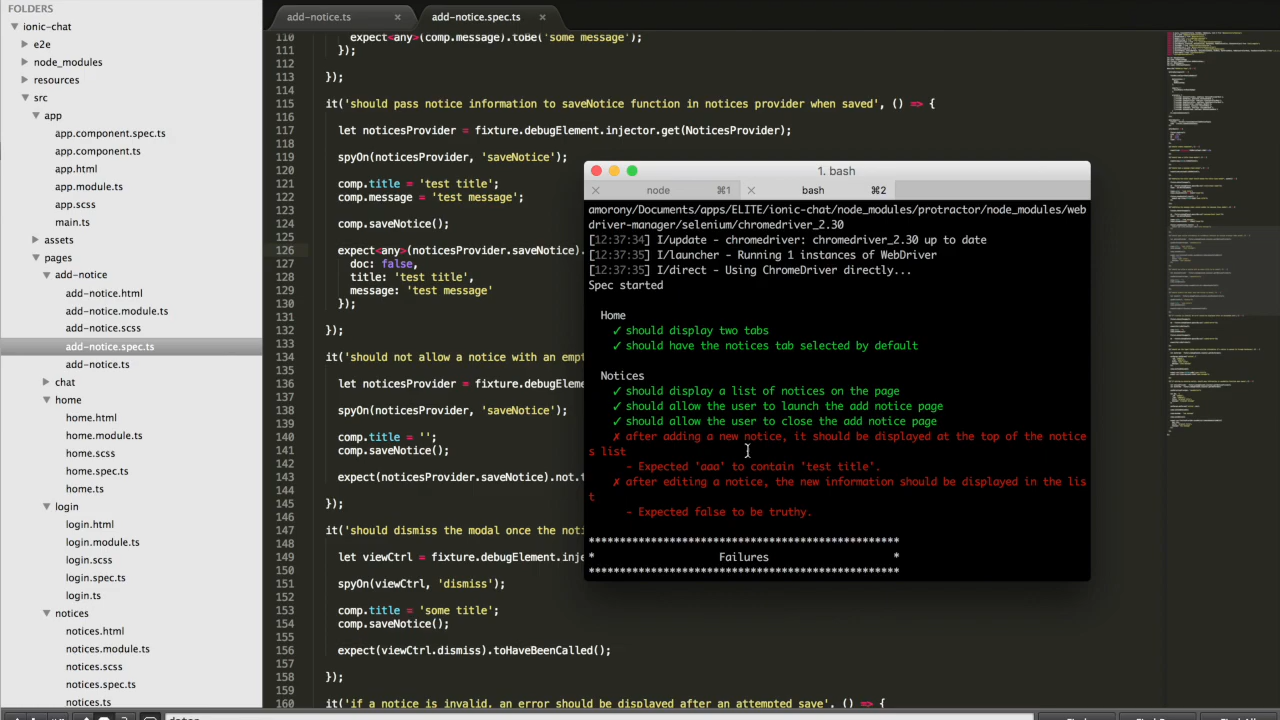 FOLDERS
ionic-chat
e2e
node_modules
resources
src
app
app.component.spec.ts
app.component.ts
app.html
app.module.ts
app.scss
main.ts
assets
pages
add-notice
add-notice.html
add-notice.module.ts
add-notice.scss
add-notice.spec.ts
add-notice.ts
chat
home
home.html
home.module.ts
home.scss
home.spec.ts
home.ts
login
login.html
login.module.ts
login.scss
login.spec.ts
login.ts
notices
notices.html
notices.module.ts
notices.scss
notices.spec.ts
notices.ts
add-notice.ts × add-notice.spec.ts ×
110 expect<any>(comp.message).toBe('some message');
111 });
112
113 });
114
115 it('should pass notice information to saveNotice function in notices provider when saved', () => {
116
117 let noticesProvider = fixture.debugElement.injector.get(NoticesProvider);
118
119 spyOn(noticesProvider, 'saveNotice');
120
121 comp.title = 'test title';
122 comp.message = 'test message';
123
124 comp.saveNotice();
125
126 expect<any>(noticesProvider.saveNotice).
127 doc: false,
128 title: 'test title',
129 message: 'test message'
130 });
131
132 });
133
134 it('should not allow a notice with an empt
135
136 let noticesProvider = fixture.debugEleme
137
138 spyOn(noticesProvider, 'saveNotice');
139
140 comp.title = '';
141 comp.saveNotice();
142
143 expect(noticesProvider.saveNotice).not.t
144
145 });
146
147 it('should dismiss the modal once the noti
148
149 let viewCtrl = fixture.debugElement.inje
150
151 spyOn(viewCtrl, 'dismiss');
152
153 comp.title = 'some title';
154 comp.saveNotice();
155
156 expect(viewCtrl.dismiss).toHaveBeenCalled();
157
158 });
159
160 it('if a notice is invalid, an error should be displayed after an attempted save', () => {
1. bash
× node ⌘1 × bash ⌘2
amorony/documents/apps/elite/ionic-chat/node_modules/protractor/node_modules/web
driver-manager/selenium/chromedriver_2.30
[12:37:34] I/update - chromedriver: chromedriver_2.30 up to date
[12:37:37] I/launcher - Running 1 instances of WebDriver
[12:37:37] I/direct - Using ChromeDriver directly...
Spec started
Home
✓ should display two tabs
✓ should have the notices tab selected by default
Notices
✓ should display a list of notices on the page
✓ should allow the user to launch the add notice page
✓ should allow the user to close the add notice page
✗ after adding a new notice, it should be displayed at the top of the notice
s list
- Expected 'aaa' to contain 'test title'.
✗ after editing a notice, the new information should be displayed in the lis
t
- Expected false to be truthy.
**************************************************
* Failures *
**************************************************